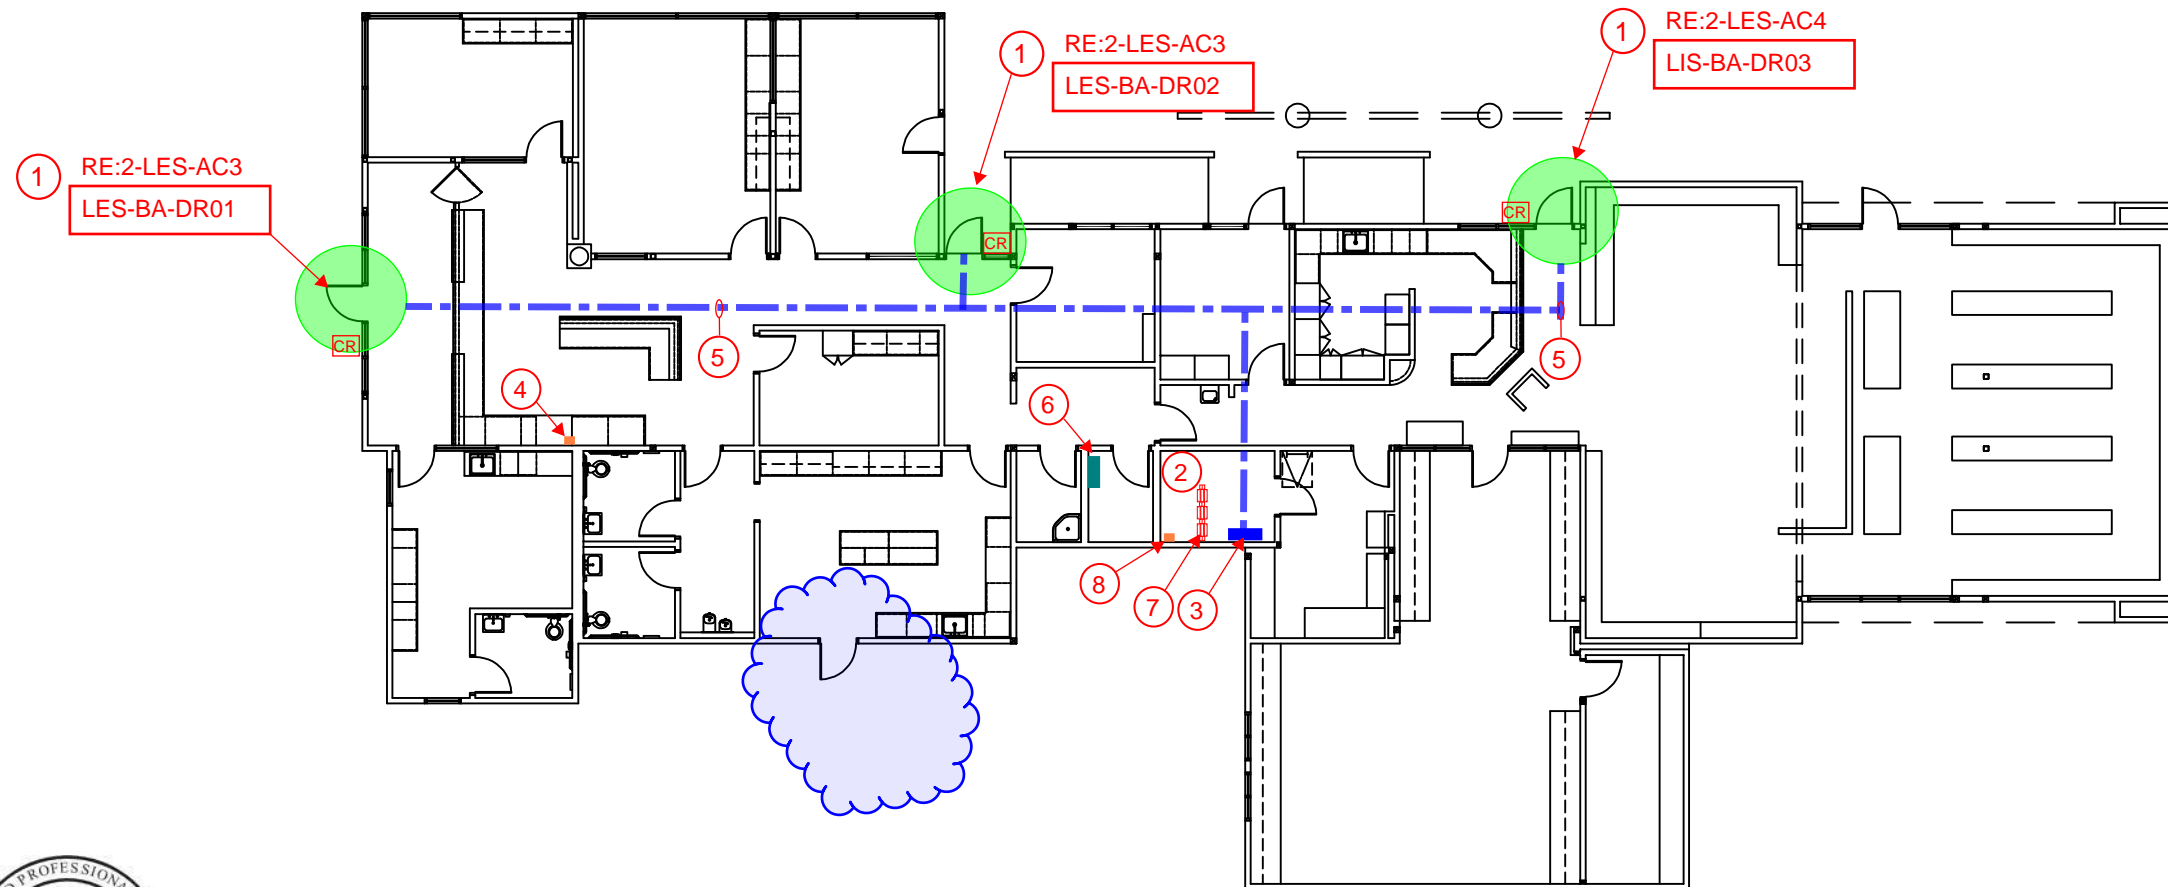 1
RE:2-LES-AC4
LIS-BA-DR03
1
RE:2-LES-AC3
LES-BA-DR02
1
RE:2-LES-AC3
LES-BA-DR01
CR
CR
CR
5
5
4
6
2
8
7
3
PROFESSIONA